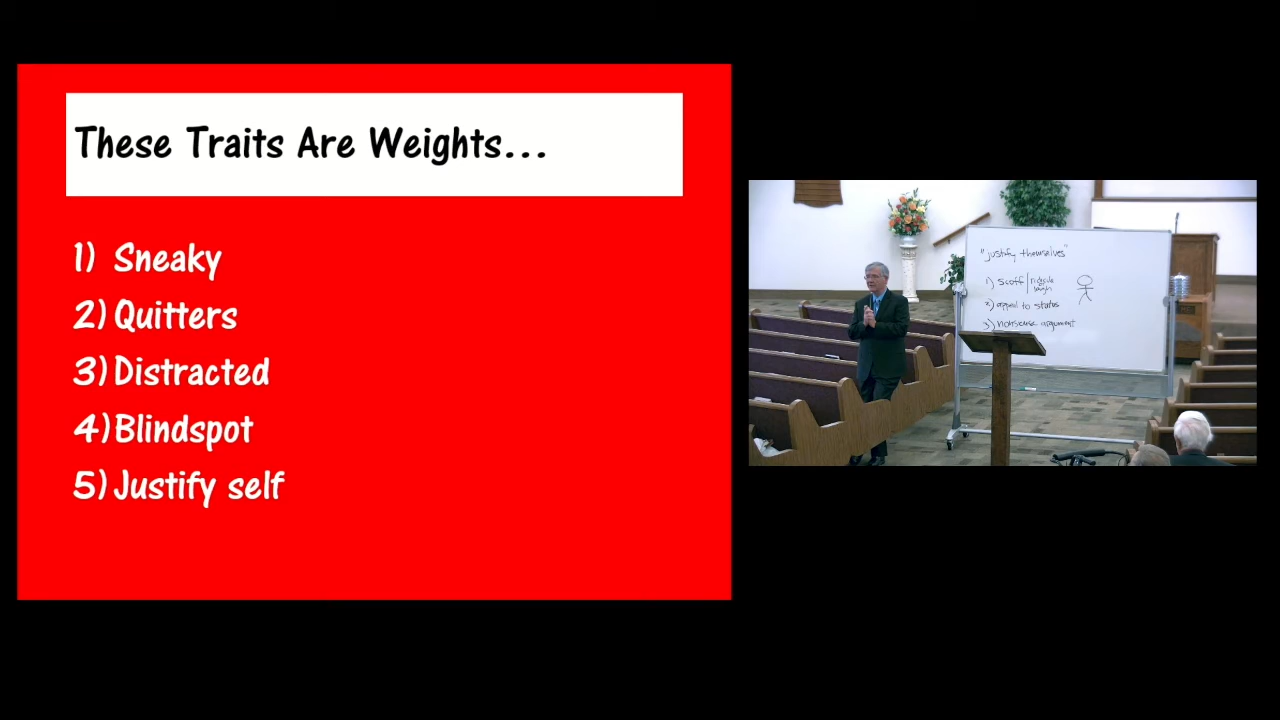 These Traits Are Weights...
1) Sneaky
2) Quitters
3) Distracted
4) Blindspot
5) Justify self
"justify themselves"
1) scoff/ridicule
laugh
2) appeal to status
3) nonsense argument